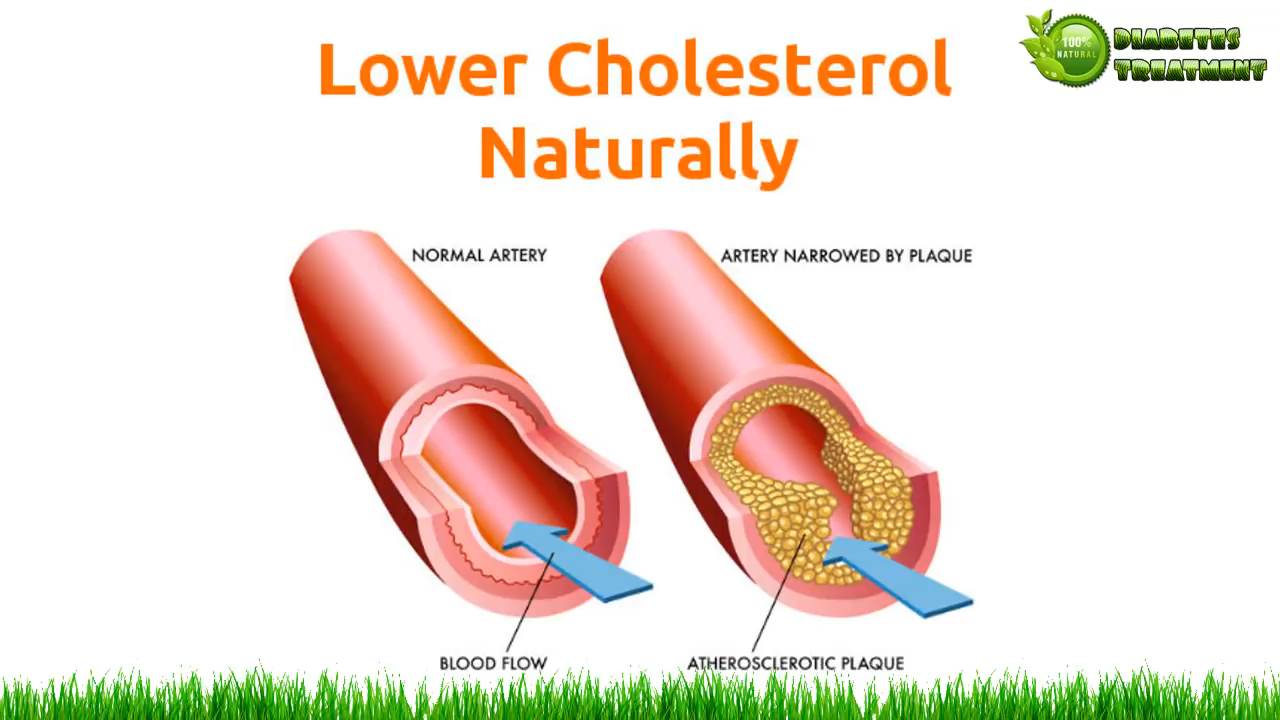 Lower Cholesterol
Naturally
100%
NATURAL
DIABETES
TREATMENT
NORMAL ARTERY
ARTERY NARROWED BY PLAQUE
BLOOD FLOW
ATHEROSCLEROTIC PLAQUE